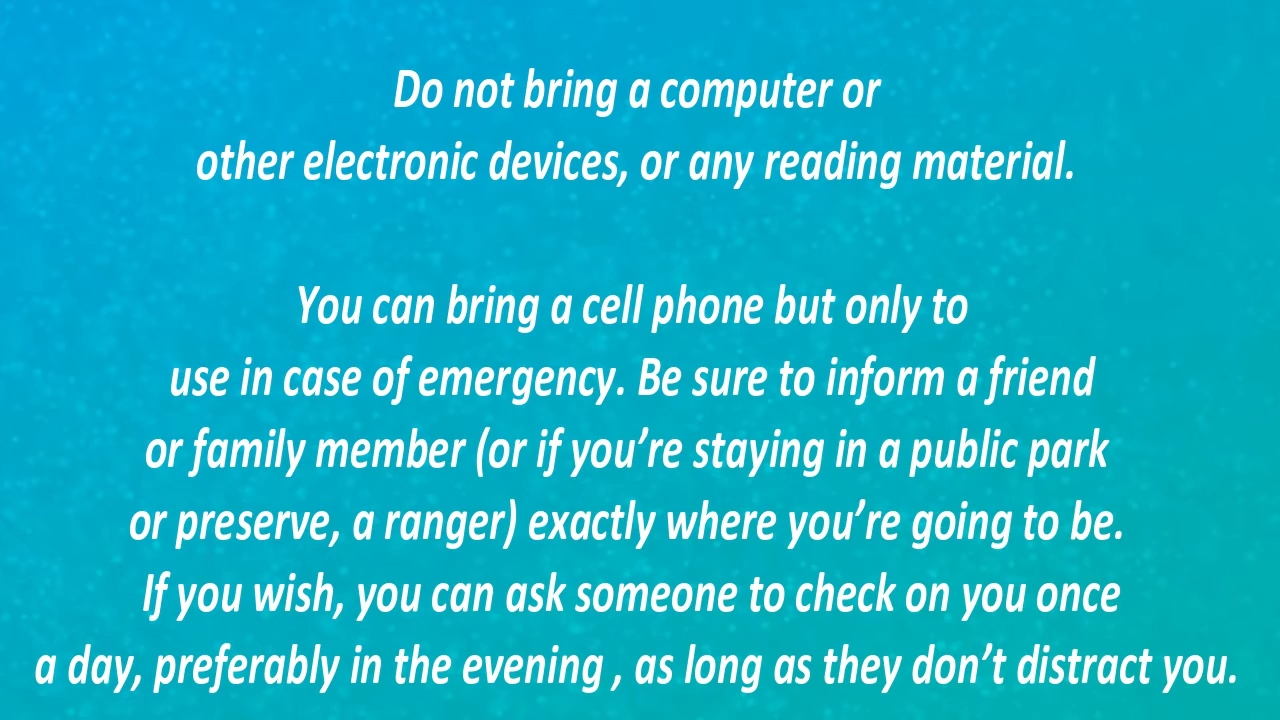 Do not bring a computer or
other electronic devices, or any reading material.
You can bring a cell phone but only to
use in case of emergency. Be sure to inform a friend
or family member (or if you’re staying in a public park
or preserve, a ranger) exactly where you’re going to be.
If you wish, you can ask someone to check on you once
a day, preferably in the evening , as long as they don’t distract you.